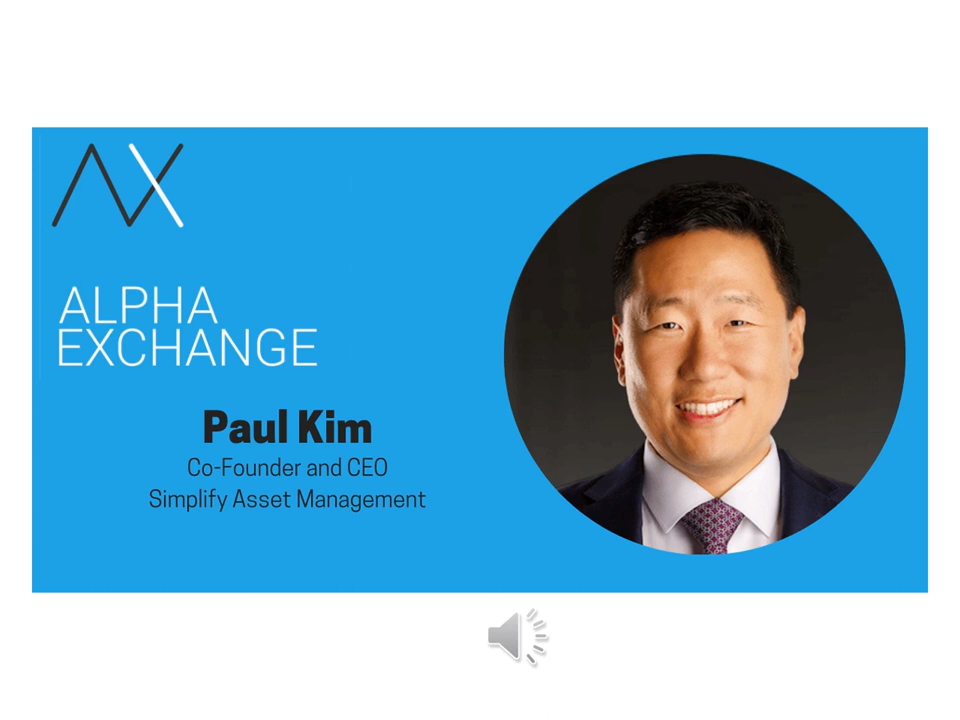 ALPHA
EXCHANGE
Paul Kim
Co-Founder and CEO
Simplify Asset Management